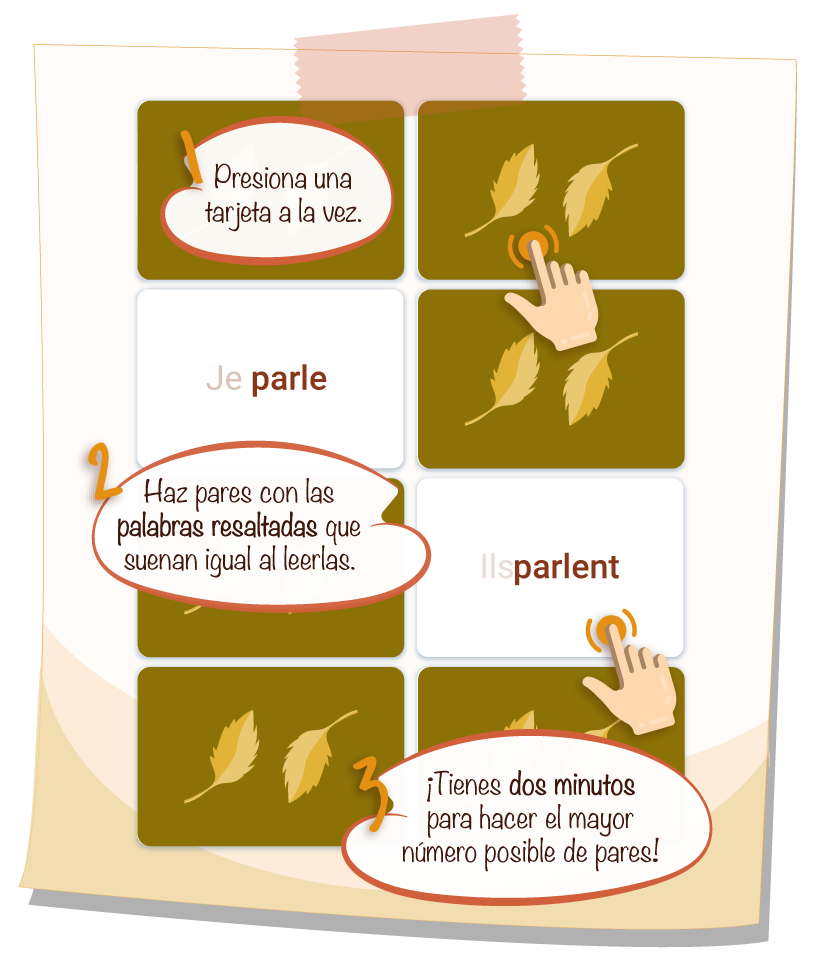 1
Presiona una
tarjeta a la vez.
Je parle
2
Haz pares con las
palabras resaltadas que
suenan igual al leerlas.
Ilsparlent
3
¡Tienes dos minutos
para hacer el mayor
número posible de pares!